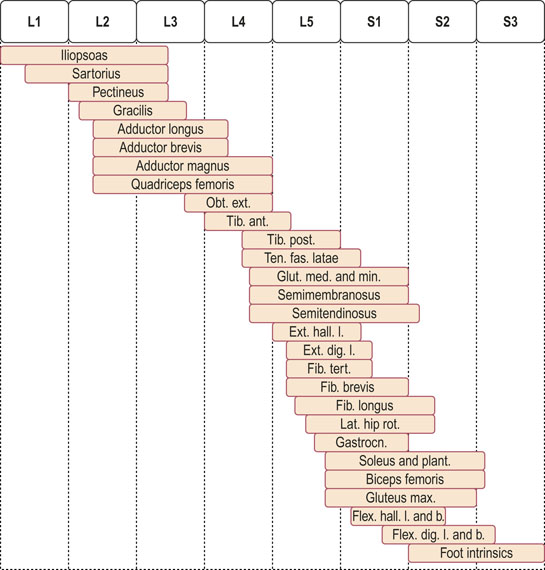 L1 L2 L3 L4 L5 S1 S2 S3
Iliopsoas
Sartorius
Pectineus
Gracilis
Adductor longus
Adductor brevis
Adductor magnus
Quadriceps femoris
Obt. ext.
Tib. ant.
Tib. post.
Ten. fas. latae
Glut. med. and min.
Semimembranosus
Semitendinosus
Ext. hall. l.
Ext. dig. l.
Fib. tert.
Fib. brevis
Fib. longus
Lat. hip rot.
Gastrocn.
Soleus and plant.
Biceps femoris
Gluteus max.
Flex. hall. l. and b.
Flex. dig. l. and b.
Foot intrinsics